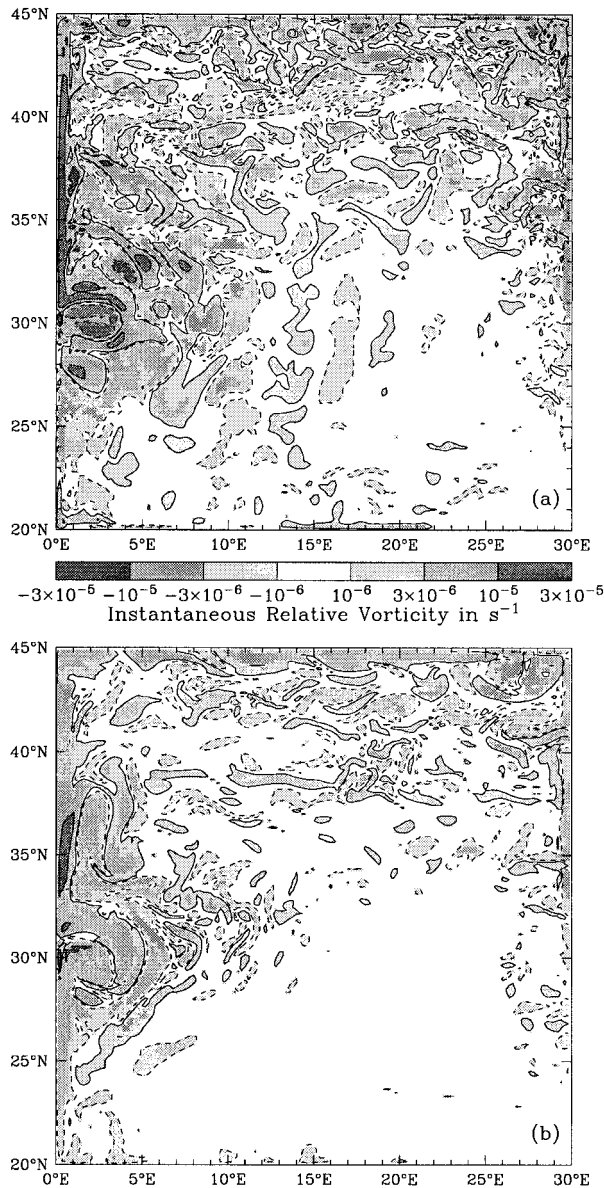 45°N
40°N
35°N
30°N
25°N
20°N
(a)
0°E 5°E 10°E 15°E 20°E 25°E 30°E
−3×10⁻⁵ −10⁻⁵ −3×10⁻⁶ −10⁻⁶ 10⁻⁶ 3×10⁻⁶ 10⁻⁵ 3×10⁻⁵
Instantaneous Relative Vorticity in s⁻¹
45°N
40°N
35°N
30°N
25°N
20°N
(b)
0°E 5°E 10°E 15°E 20°E 25°E 30°E